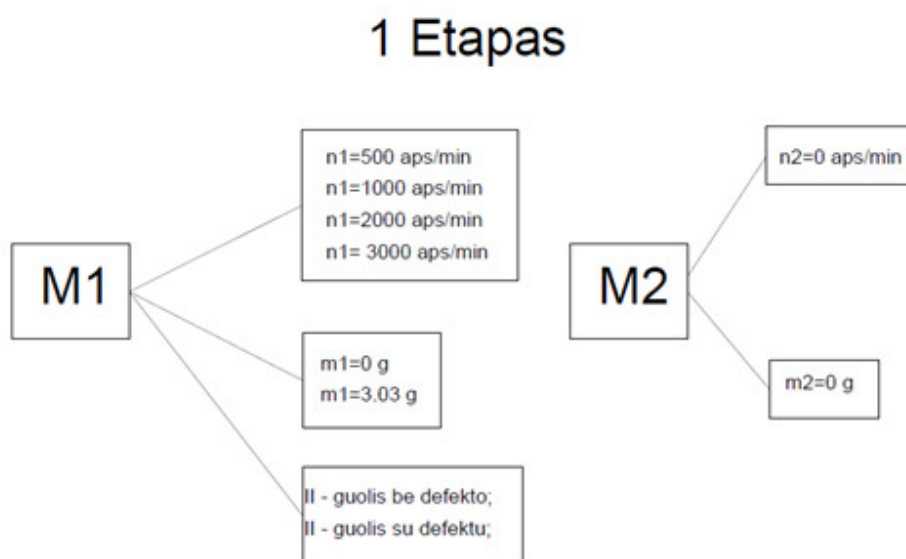 1 Etapas
M1
n1=500 aps/min
n1=1000 aps/min
n1=2000 aps/min
n1= 3000 aps/min
m1=0 g
m1=3.03 g
II - guolis be defekto;
II - guolis su defektu;
M2
n2=0 aps/min
m2=0 g